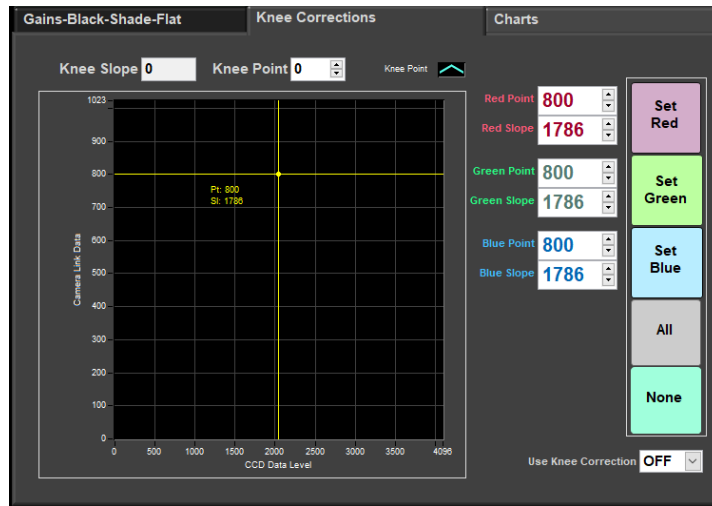 Gains-Black-Shade-Flat
Knee Corrections
Charts
Knee Slope 0
Knee Point 0
Knee Point
Red Point 800
Red Slope 1786
Green Point 800
Green Slope 1786
Blue Point 800
Blue Slope 1786
Set
Red
Set
Green
Set
Blue
All
None
Use Knee Correction OFF
Camera Link Data
1023
900
800
700
600
500
400
300
200
100
0
Pt: 800
Sl: 1786
0 500 1000 1500 2000 2500 3000 3500 4096
CCD Data Level